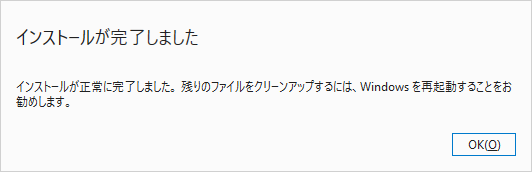 インストールが完了しました
インストールが正常に完了しました。残りのファイルをクリーンアップするには、Windows を再起動することをお
勧めします。
OK(O)